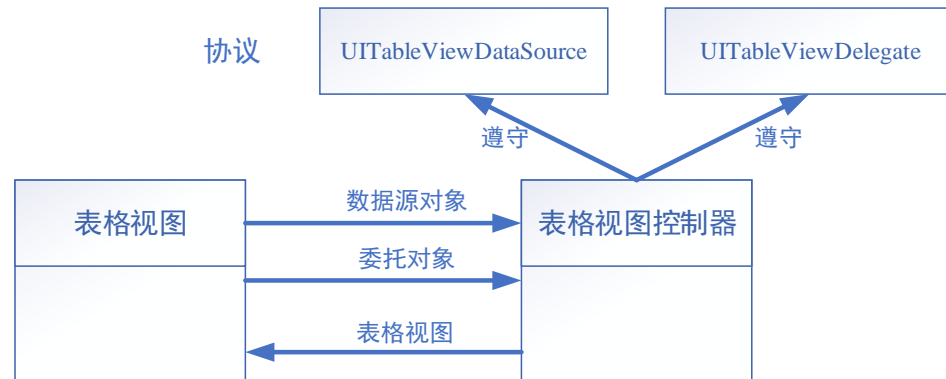 协议
UITableViewDataSource
UITableViewDelegate
遵守
遵守
表格视图
数据源对象
表格视图控制器
委托对象
表格视图